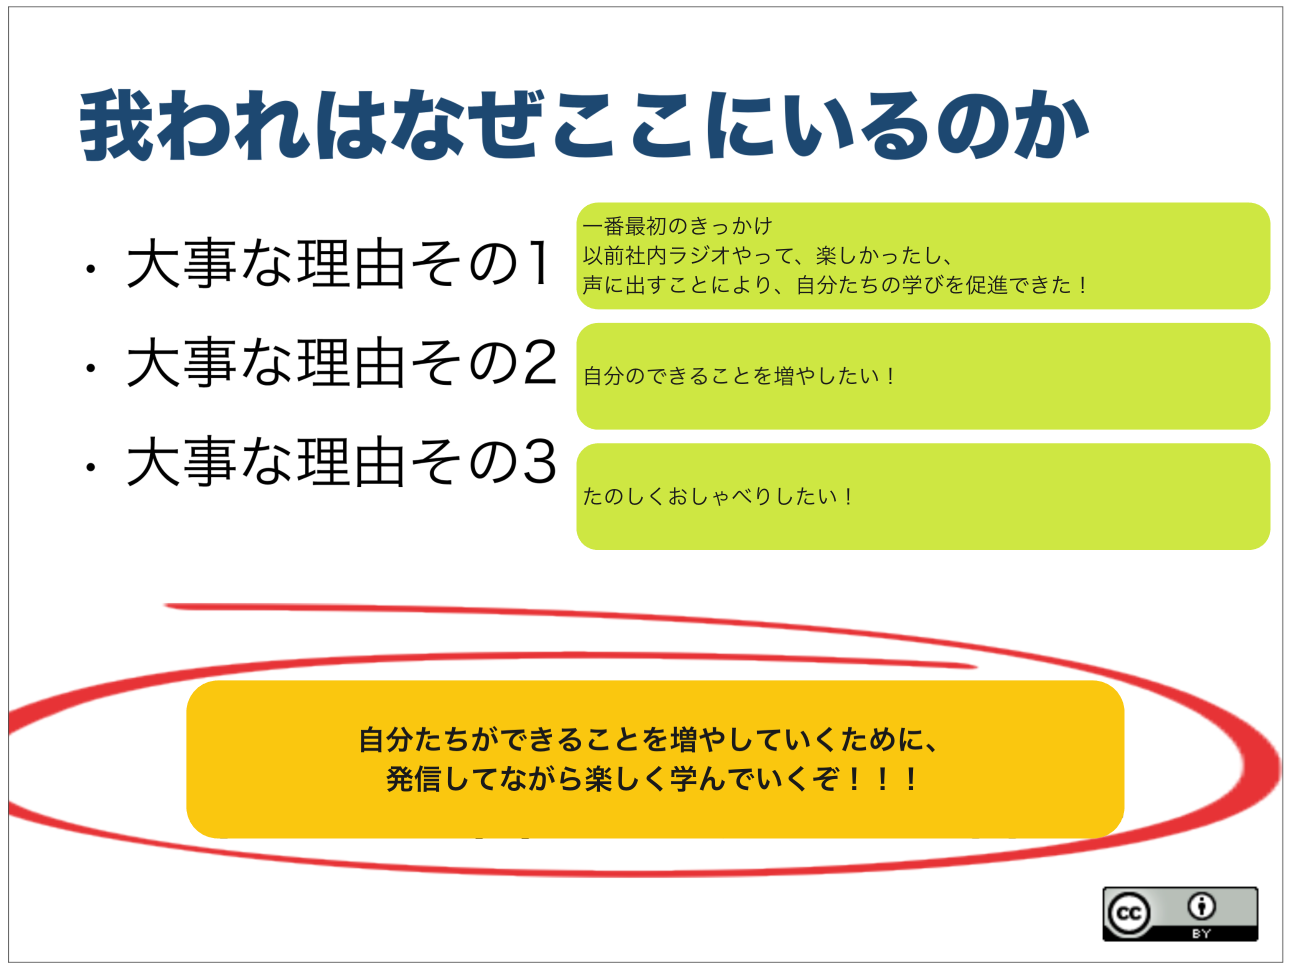 我われはなぜここにいるのか
・大事な理由その1
一番最初のきっかけ
以前社内ラジオやって、楽しかったし、
声に出すことにより、自分たちの学びを促進できた！
・大事な理由その2
自分のできることを増やしたい！
・大事な理由その3
たのしくおしゃべりしたい！
自分たちができることを増やしていくために、
発信してながら楽しく学んでいくぞ！！！
cc
BY